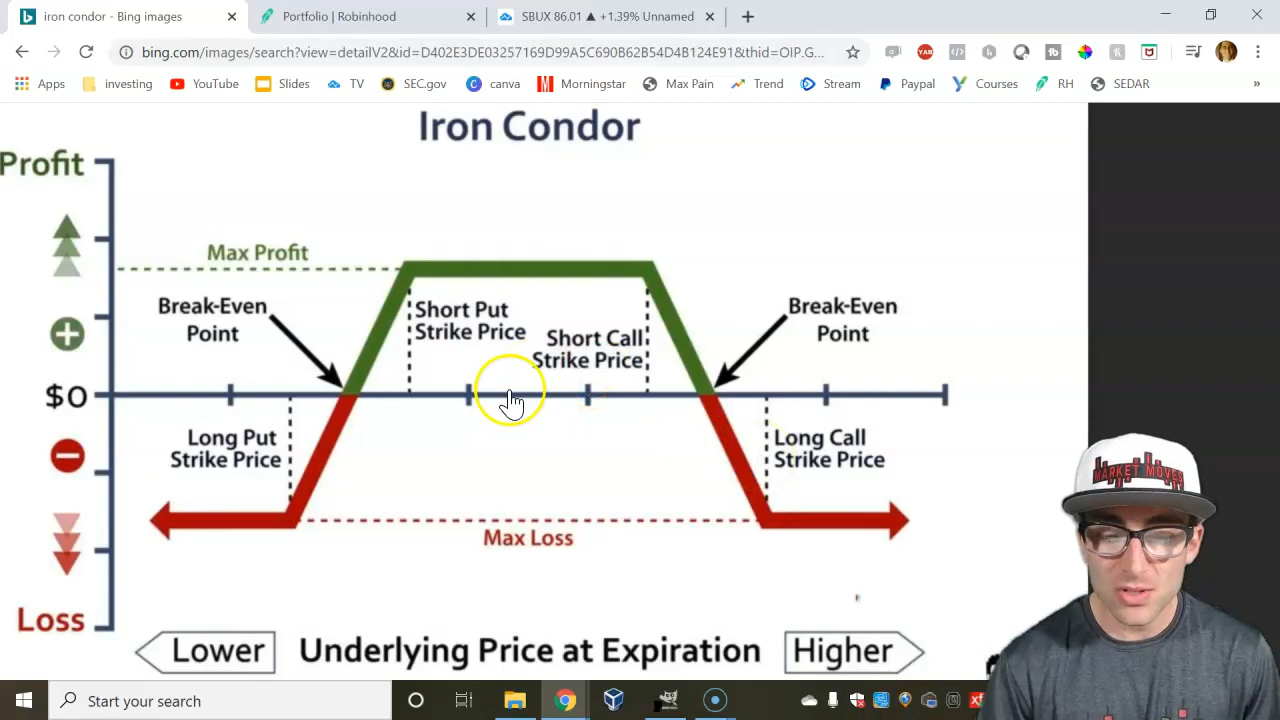 iron condor - Bing images
Portfolio | Robinhood
SBUX 86.01 ▲ +1.39% Unnamed
bing.com/images/search?view=detailV2&id=D402E3DE03257169D99A5C690B62B54D4B124E91&thid=OIP.G...
Apps
investing
YouTube
Slides
TV
SEC.gov
canva
Morningstar
Max Pain
Trend
Stream
Paypal
Courses
RH
SEDAR
»
Iron Condor
Profit
Max Profit
Break-Even
Point
Short Put
Strike Price
Short Call
Strike Price
Break-Even
Point
$0
Long Put
Strike Price
Long Call
Strike Price
Max Loss
Loss
Lower
Underlying Price at Expiration
Higher
MARKET MOVES
Start your search